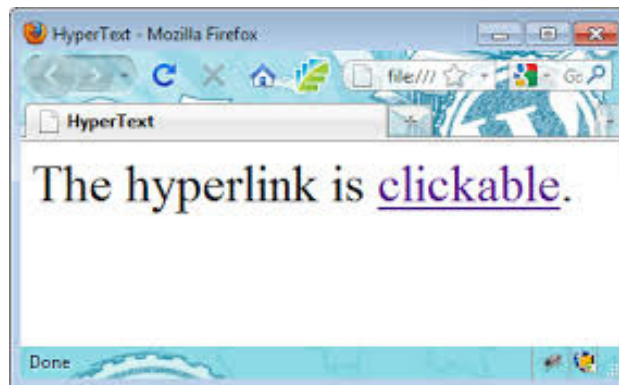 HyperText - Mozilla Firefox
file:///
HyperText
The hyperlink is clickable.
Done